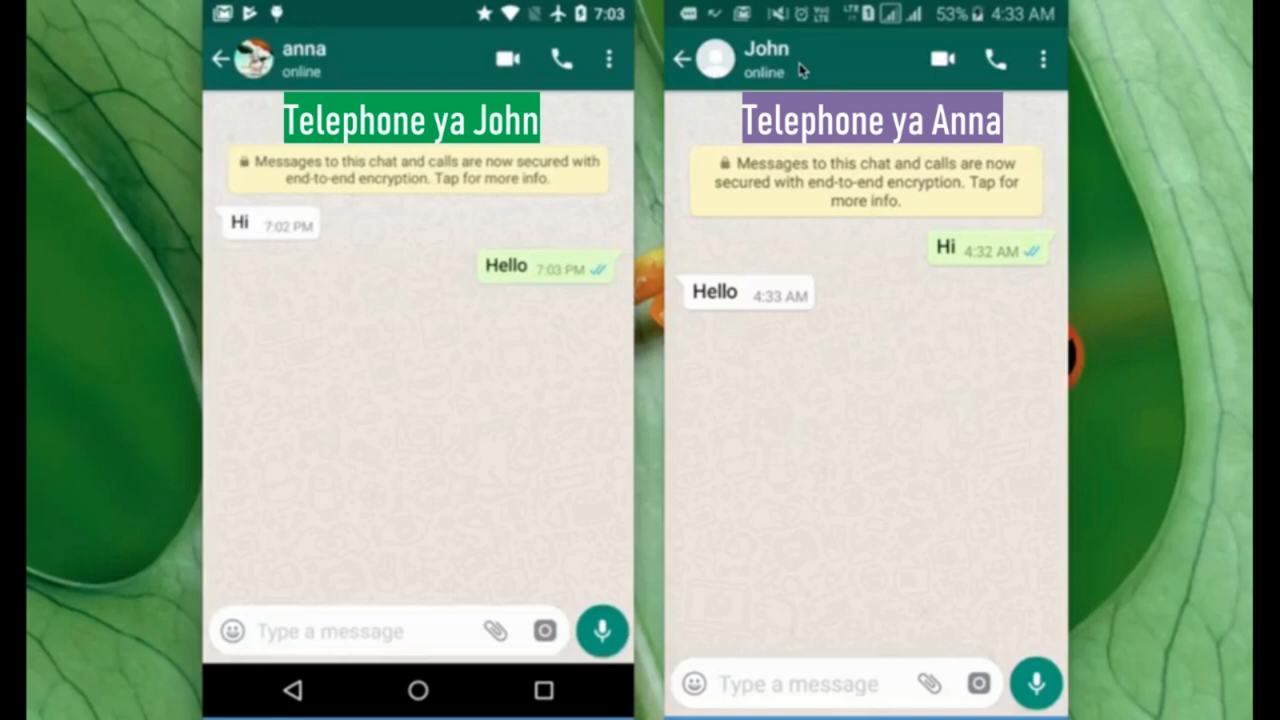 7:03
anna
online
Telephone ya John
Messages to this chat and calls are now secured with
end-to-end encryption. Tap for more info.
Hi 7:02 PM
Hello 7:03 PM
Type a message
53% 4:33 AM
John
online
Telephone ya Anna
Messages to this chat and calls are now
secured with end-to-end encryption. Tap for
more info.
Hi 4:32 AM
Hello 4:33 AM
Type a message